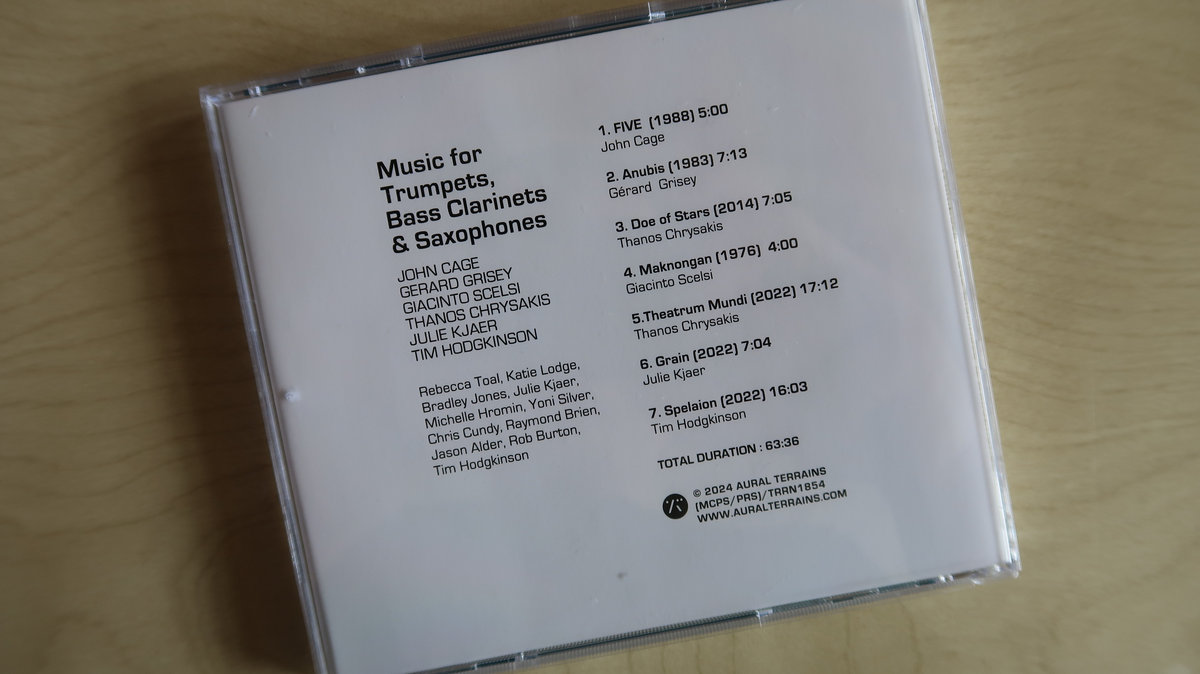 Music for
Trumpets,
Bass Clarinets
& Saxophones
JOHN CAGE
GERARD GRISEY
GIACINTO SCELSI
THANOS CHRYSAKIS
JULIE KJAER
TIM HODGKINSON
Rebecca Toal, Katie Lodge,
Bradley Jones, Julie Kjaer,
Michelle Hromin, Yoni Silver,
Chris Cundy, Raymond Brien,
Jason Alder, Rob Burton,
Tim Hodgkinson
1. FIVE (1988) 5:00
John Cage
2. Anubis (1983) 7:13
Gérard Grisey
3. Doe of Stars (2014) 7:05
Thanos Chrysakis
4. Maknongan (1976) 4:00
Giacinto Scelsi
5.Theatrum Mundi (2022) 17:12
Thanos Chrysakis
6. Grain (2022) 7:04
Julie Kjaer
7. Spelaion (2022) 16:03
Tim Hodgkinson
TOTAL DURATION : 63:36
© 2024 AURAL TERRAINS
(MCPS/PRS)/TRRN1854
WWW.AURALTERRAINS.COM